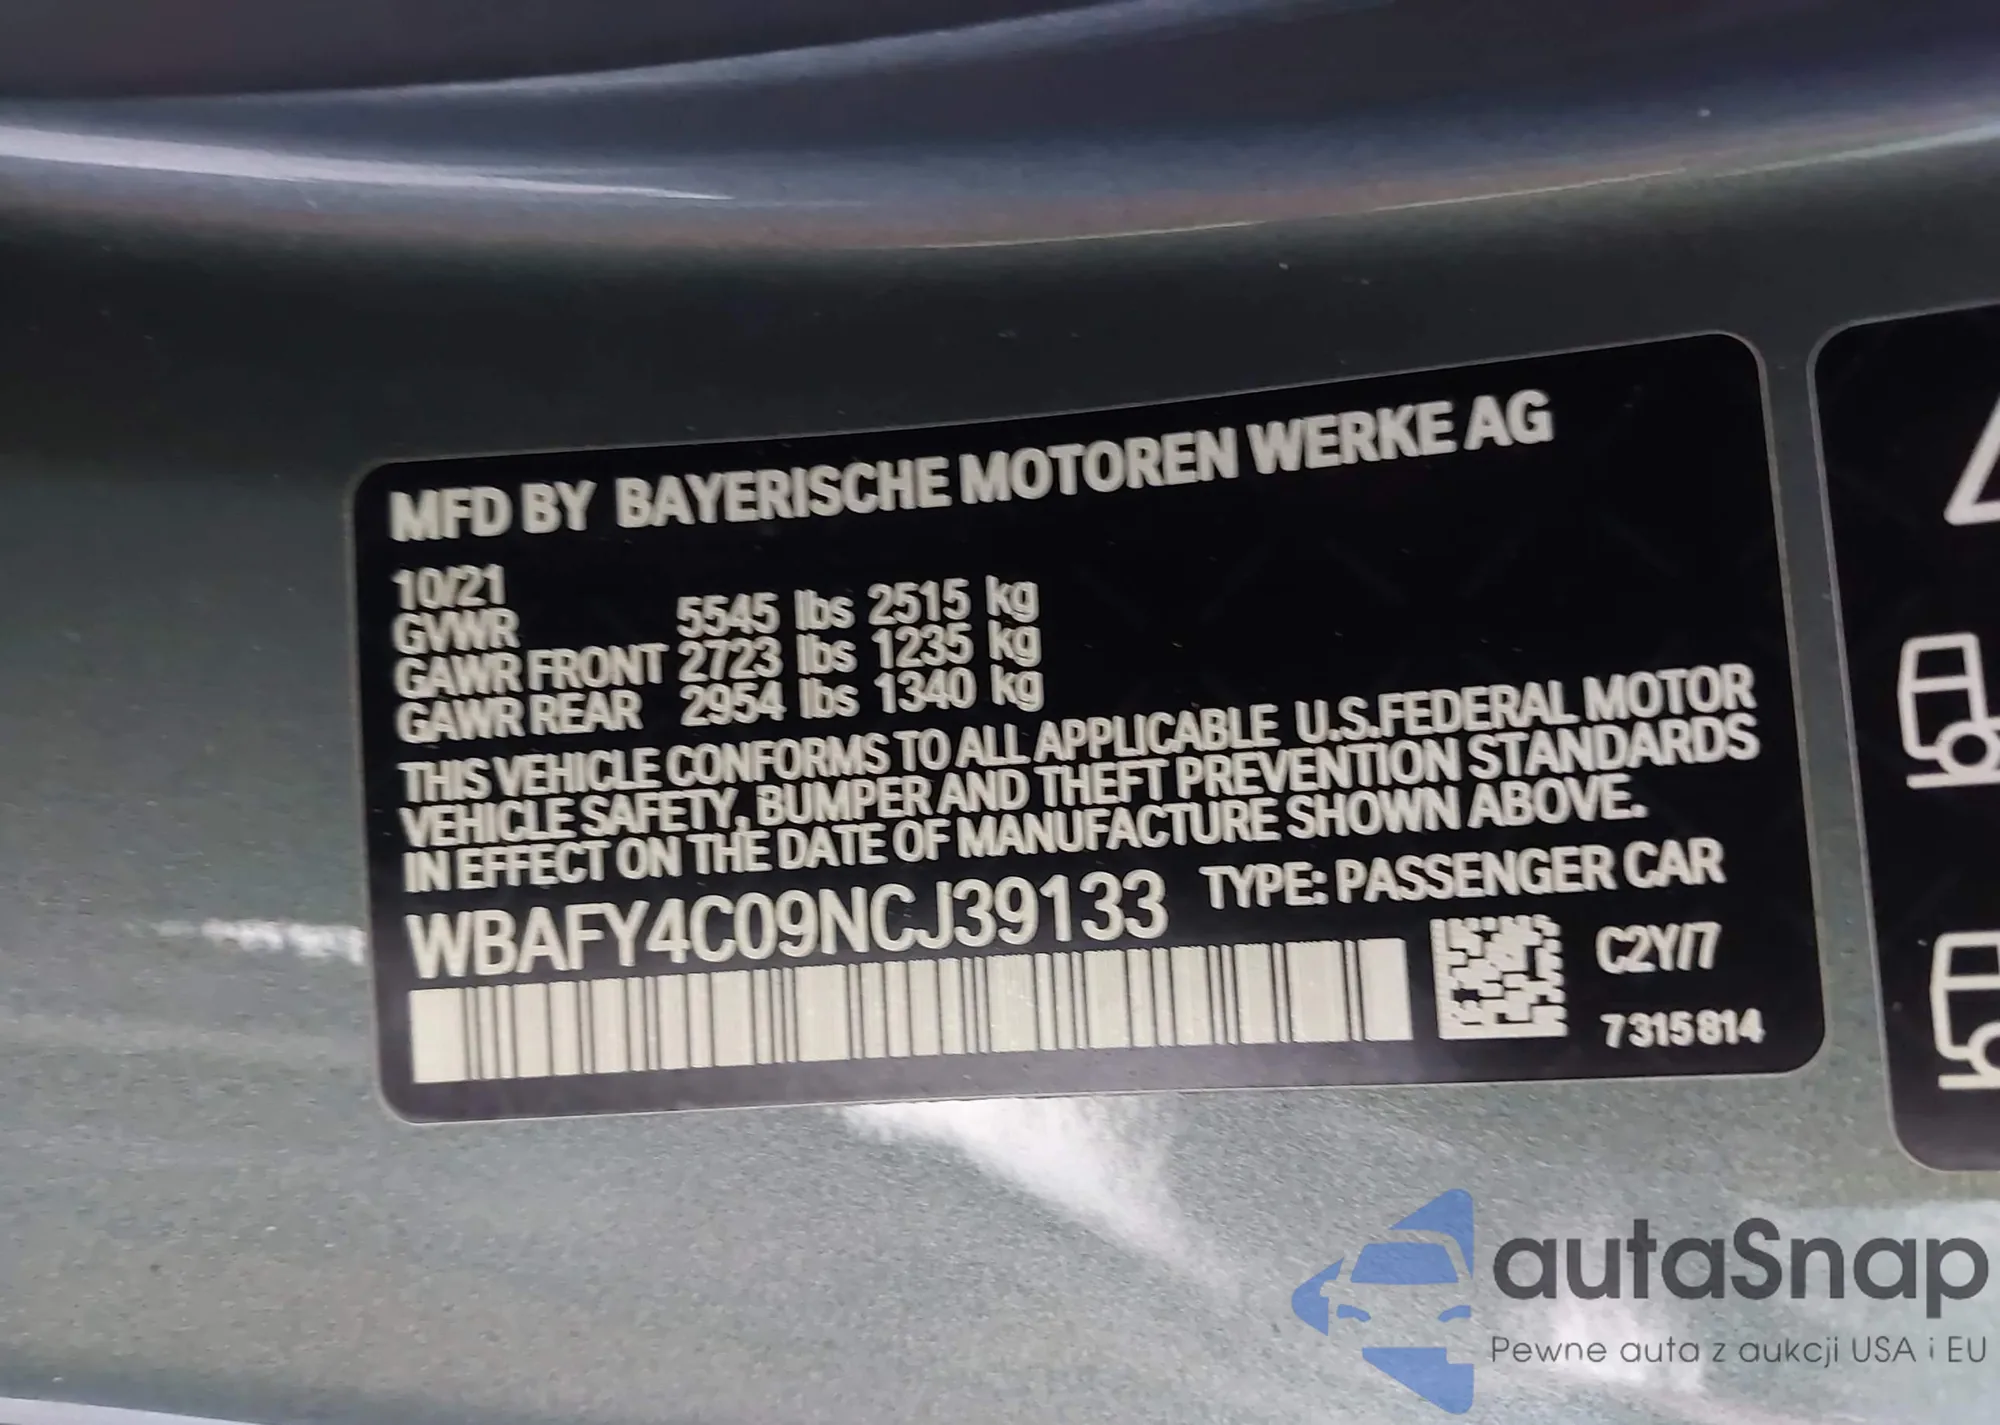 MFD BY BAYERISCHE MOTOREN WERKE AG
10/21
GVWR 5545 lbs 2515 kg
GAWR FRONT 2723 lbs 1235 kg
GAWR REAR 2954 lbs 1340 kg
THIS VEHICLE CONFORMS TO ALL APPLICABLE U.S.FEDERAL MOTOR
VEHICLE SAFETY, BUMPER AND THEFT PREVENTION STANDARDS
IN EFFECT ON THE DATE OF MANUFACTURE SHOWN ABOVE.
WBAFY4C09NCJ39133 TYPE: PASSENGER CAR
C2Y/7
7315814
autaSnap
Pewne auta z aukcji USA i EU